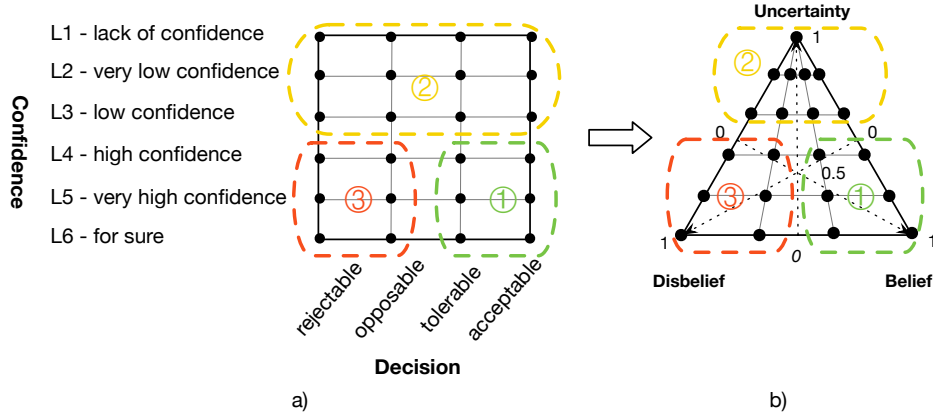 L1 - lack of confidence
L2 - very low confidence
L3 - low confidence
L4 - high confidence
L5 - very high confidence
L6 - for sure
Confidence
②
③
①
rejectable
opposable
tolerable
acceptable
Decision
a)
Uncertainty
1
②
0
0
0.5
③
①
1
0
1
Disbelief
Belief
b)